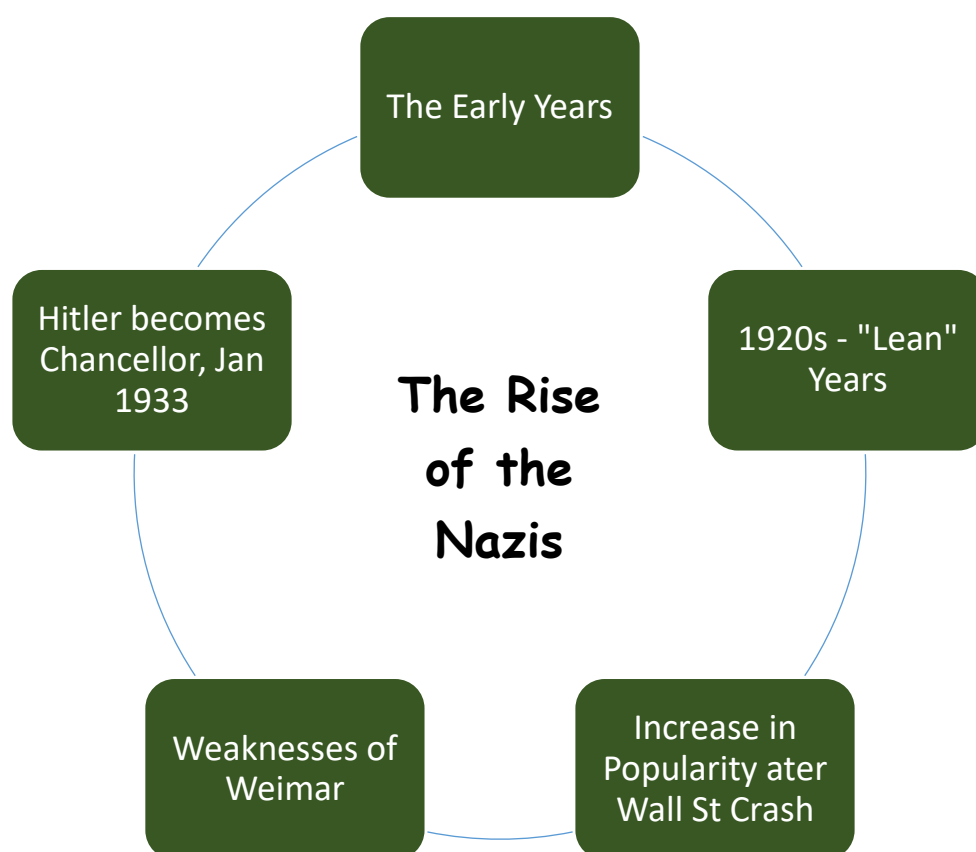 The Early Years
1920s - "Lean"
Years
Increase in
Popularity ater
Wall St Crash
Weaknesses of
Weimar
Hitler becomes
Chancellor, Jan
1933
The Rise
of the
Nazis